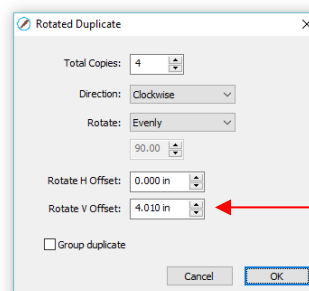 Rotated Duplicate
Total Copies: 4
Direction: Clockwise
Rotate: Evenly
90.00
Rotate H Offset: 0.000 in
Rotate V Offset: 4.010 in
Group duplicate
Cancel OK